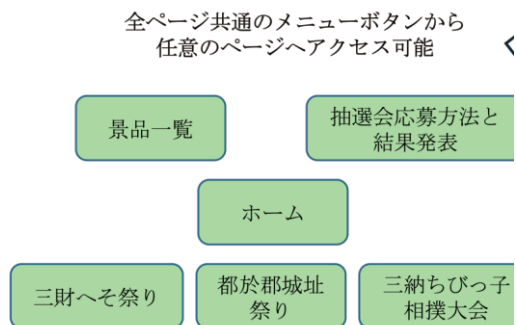 全ページ共通のメニューボタンから
任意のページへアクセス可能
景品一覧
抽選会応募方法と
結果発表
ホーム
三財へそ祭り
都於郡城址
祭り
三納ちびっ子
相撲大会